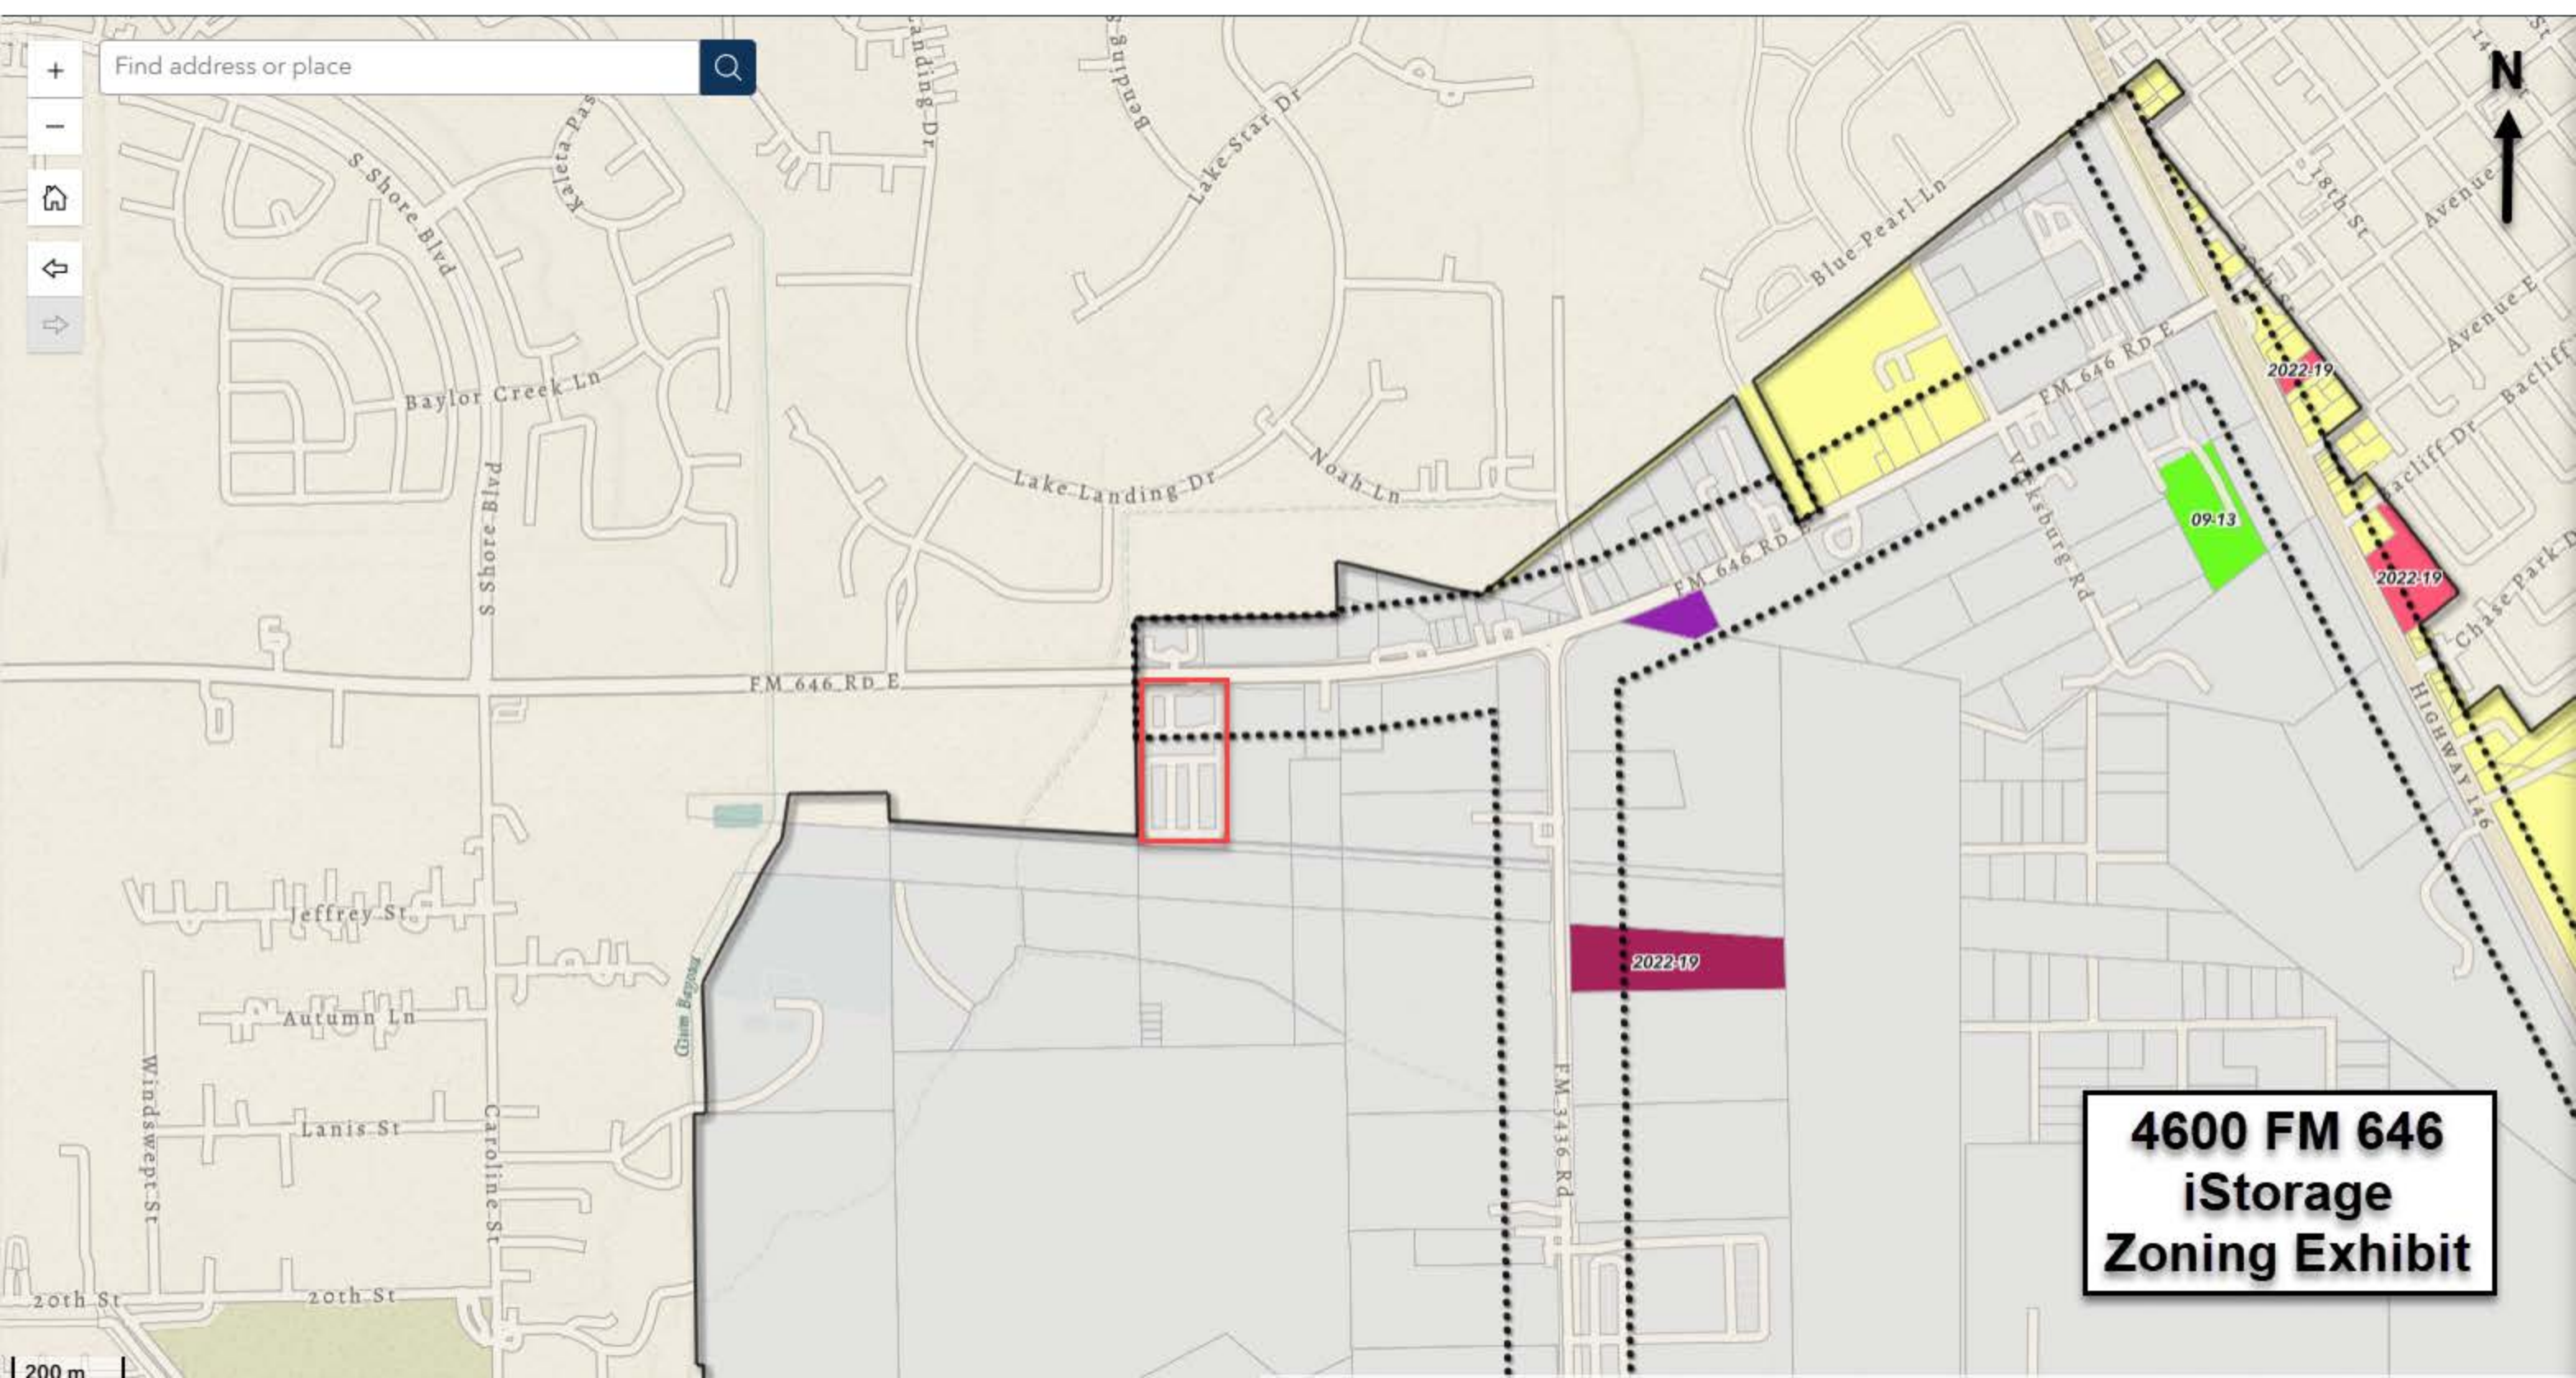 Find address or place
+
−
N
Landing Dr
Bending
Lake Star Dr
S Shore Blvd
Kaleta Pas
Baylor Creek Ln
S Shore Blvd
Lake Landing Dr
Noah Ln
Blue Pearl Ln
18th St
Avenue
Avenue E
20th St
Bacliff
Bacliff Dr
Chase Park D
2022-19
09-13
2022-19
FM 646 RD E
FM 646 RD E
FM 646 RD E
Vicksburg Rd
HIGHWAY 146
2022-19
FM 3436 Rd
Jeffrey St
Autumn Ln
Lanis St
Windswept St
Caroline St
20th St
20th St
200 m
4600 FM 646
iStorage
Zoning Exhibit